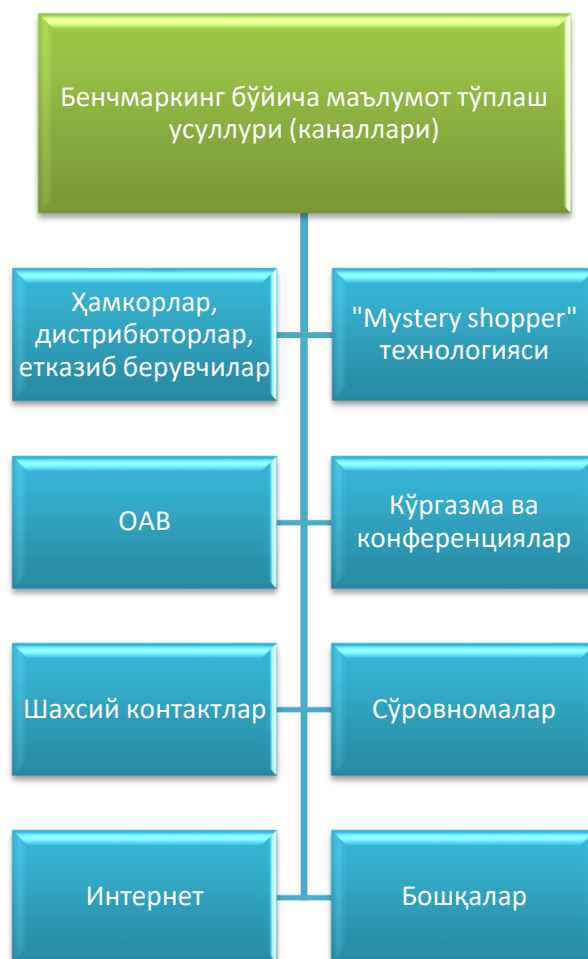 Бенчмаркинг бўйича маълумот тўплаш
усуллури (каналлари)
Ҳамкорлар,
дистрибюторлар,
етказиб берувчилар
"Mystery shopper"
технологияси
ОАВ
Кўргазма ва
конференциялар
Шахсий контактлар
Сўровномалар
Интернет
Бошқалар